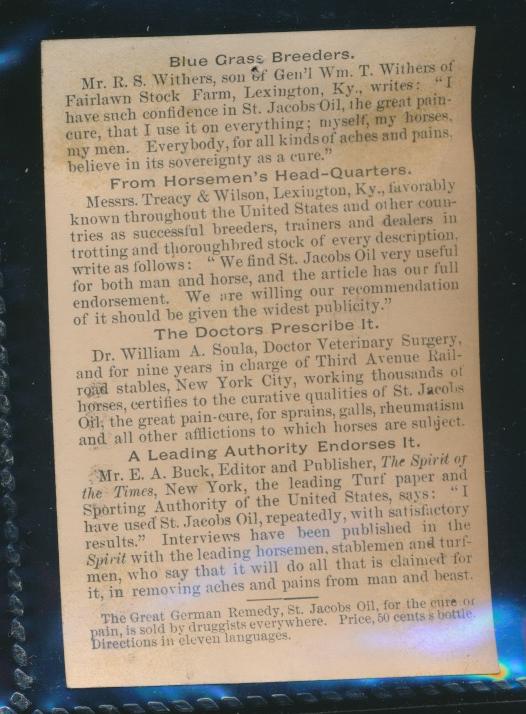 Blue Grass Breeders.
Mr. R. S. Withers, son of Gen'l Wm. T. Withers of
Fairlawn Stock Farm, Lexington, Ky., writes: "I
have such confidence in St. Jacobs Oil, the great pain-
cure, that I use it on everything; myself, my horses,
my men. Everybody, for all kinds of aches and pains,
believe in its sovereignty as a cure."
From Horsemen's Head-Quarters.
Messrs. Treacy & Wilson, Lexington, Ky., favorably
known throughout the United States and other coun-
tries as successful breeders, trainers and dealers in
trotting and thoroughbred stock of every description,
write as follows: "We find St. Jacobs Oil very useful
for both man and horse, and the article has our full
endorsement. We are willing our recommendation
of it should be given the widest publicity."
The Doctors Prescribe It.
Dr. William A. Soula, Doctor Veterinary Surgery,
and for nine years in charge of Third Avenue Rail-
road stables, New York City, working thousands of
horses, certifies to the curative qualities of St. Jacobs
Oil, the great pain-cure, for sprains, galls, rheumatism
and all other afflictions to which horses are subject.
A Leading Authority Endorses It.
Mr. E. A. Buck, Editor and Publisher, The Spirit of
the Times, New York, the leading Turf paper and
Sporting Authority of the United States, says: "I
have used St. Jacobs Oil, repeatedly, with satisfactory
results." Interviews have been published in the
Spirit with the leading horsemen, stablemen and turf-
men, who say that it will do all that is claimed for
it, in removing aches and pains from man and beast.
The Great German Remedy, St. Jacobs Oil, for the cure of
pain, is sold by druggists everywhere. Price, 50 cents a bottle.
Directions in eleven languages.